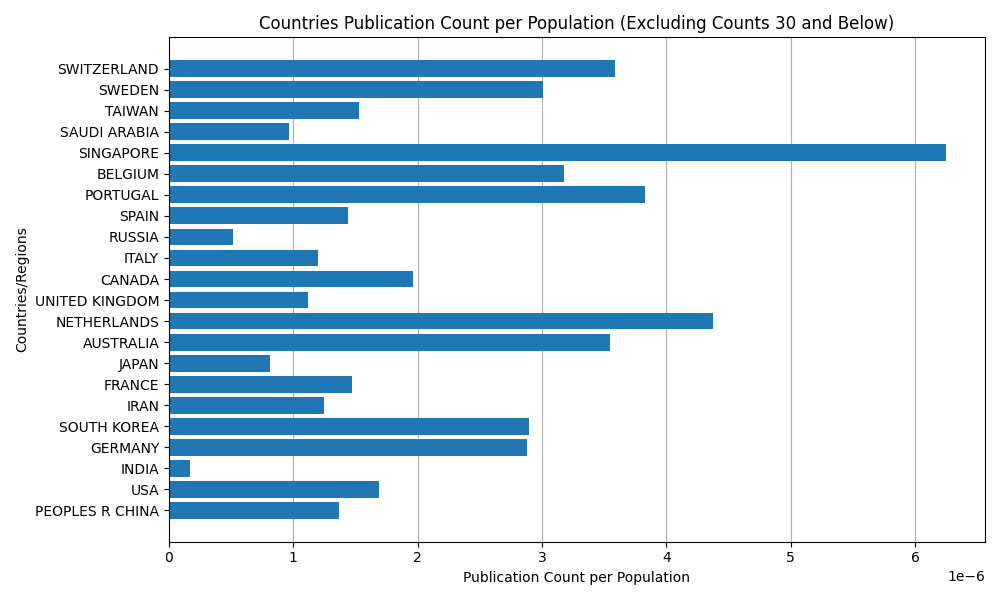 Countries Publication Count per Population (Excluding Counts 30 and Below)
Countries/Regions
SWITZERLAND
SWEDEN
TAIWAN
SAUDI ARABIA
SINGAPORE
BELGIUM
PORTUGAL
SPAIN
RUSSIA
ITALY
CANADA
UNITED KINGDOM
NETHERLANDS
AUSTRALIA
JAPAN
FRANCE
IRAN
SOUTH KOREA
GERMANY
INDIA
USA
PEOPLES R CHINA
0 1 2 3 4 5 6
1e−6
Publication Count per Population